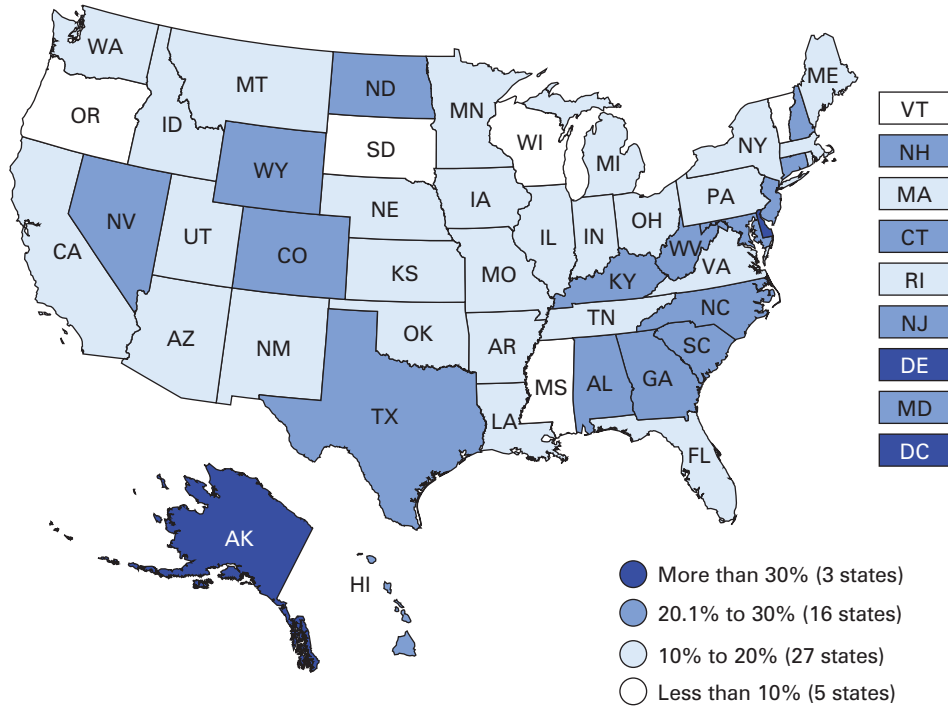 WA
MT
ND
MN
ME
OR
ID
WY
SD
WI
MI
NY
VT
NH
MA
CT
RI
NJ
DE
MD
DC
NV
UT
CO
NE
IA
IL
IN
OH
PA
CA
KS
MO
KY
WV
VA
AZ
NM
OK
AR
TN
NC
SC
TX
LA
MS
AL
GA
FL
AK
HI
More than 30% (3 states)
20.1% to 30% (16 states)
10% to 20% (27 states)
Less than 10% (5 states)